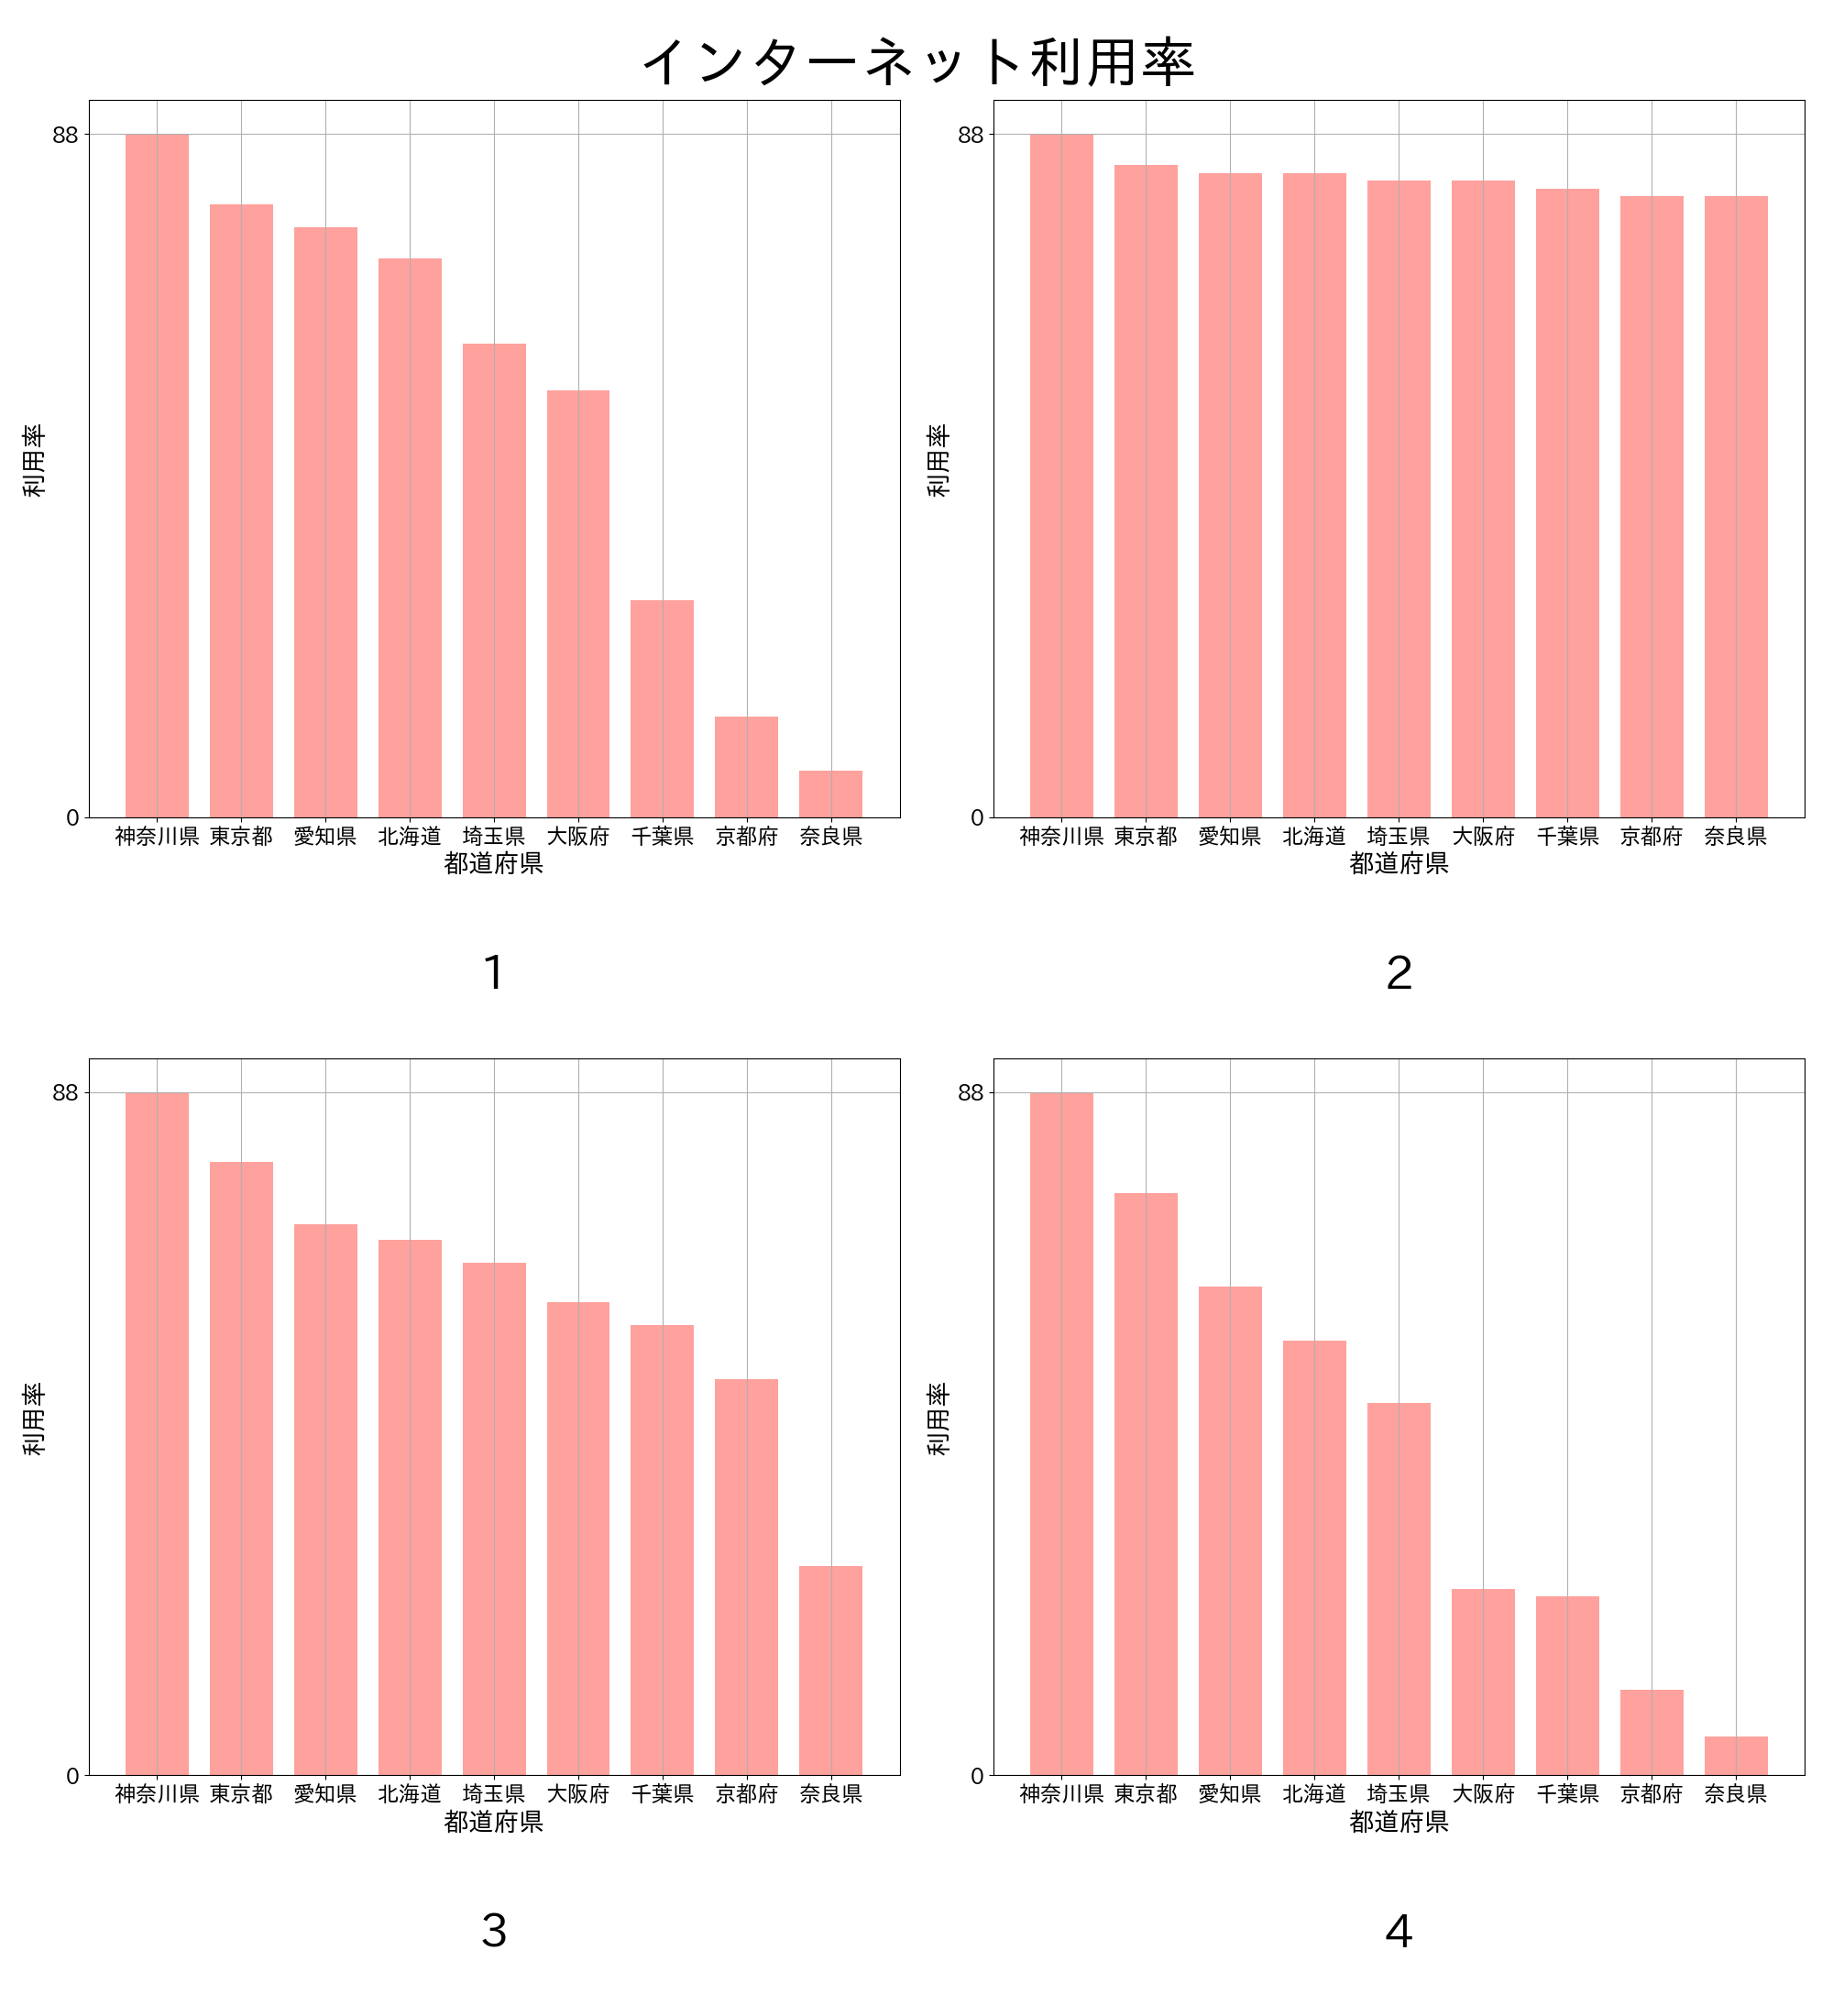 インターネット利用率
88
0
利用率
神奈川県 東京都 愛知県 北海道 埼玉県 大阪府 千葉県 京都府 奈良県
都道府県
1
88
0
利用率
神奈川県 東京都 愛知県 北海道 埼玉県 大阪府 千葉県 京都府 奈良県
都道府県
2
88
0
利用率
神奈川県 東京都 愛知県 北海道 埼玉県 大阪府 千葉県 京都府 奈良県
都道府県
3
88
0
利用率
神奈川県 東京都 愛知県 北海道 埼玉県 大阪府 千葉県 京都府 奈良県
都道府県
4